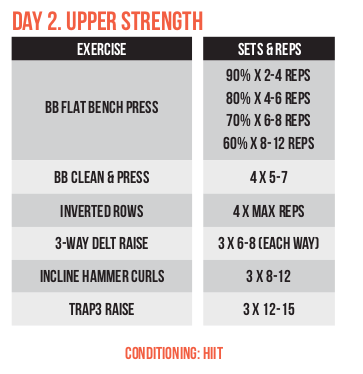 DAY 2. UPPER STRENGTH
EXERCISE
SETS & REPS
BB FLAT BENCH PRESS
90% X 2-4 REPS
80% X 4-6 REPS
70% X 6-8 REPS
60% X 8-12 REPS
BB CLEAN & PRESS
4 X 5-7
INVERTED ROWS
4 X MAX REPS
3-WAY DELT RAISE
3 X 6-8 (EACH WAY)
INCLINE HAMMER CURLS
3 X 8-12
TRAP3 RAISE
3 X 12-15
CONDITIONING: HIIT